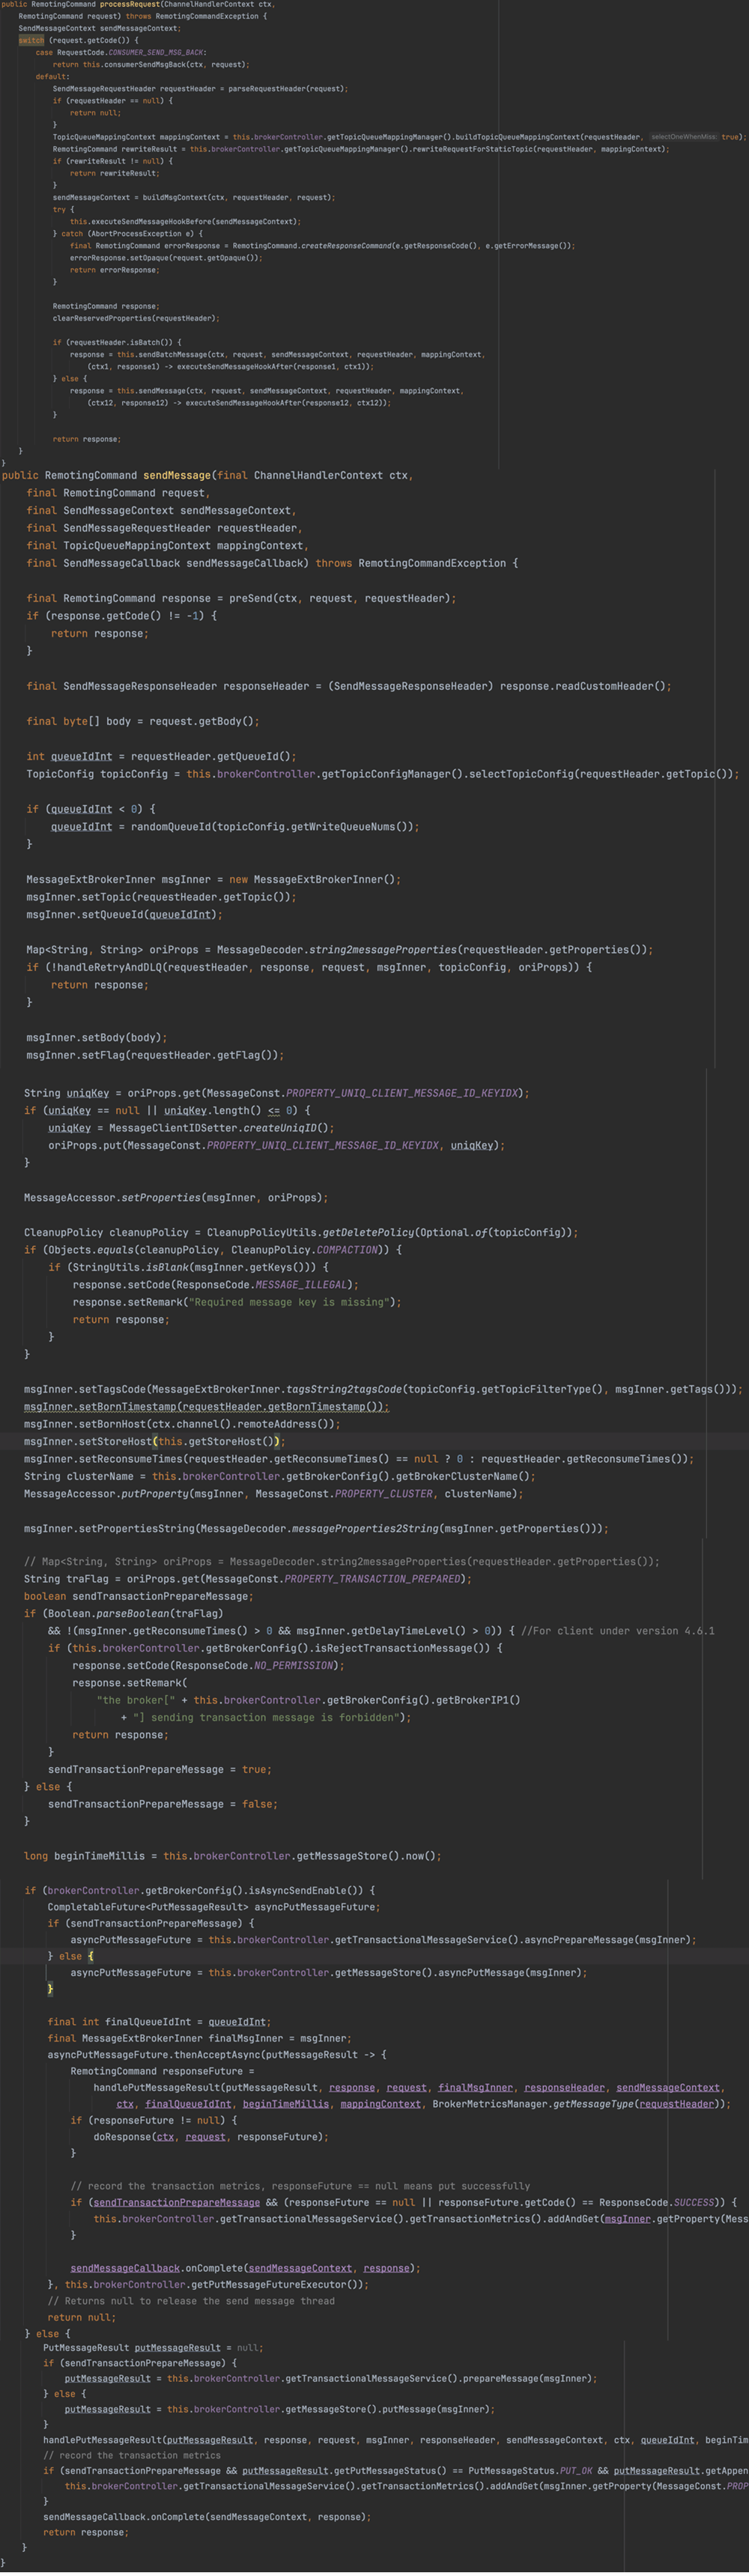 public RemotingCommand processRequest(ChannelHandlerContext ctx,
RemotingCommand request) throws RemotingCommandException {
SendMessageContext sendMessageContext;
switch (request.getCode()) {
case RequestCode.CONSUMER_SEND_MSG_BACK:
return this.consumerSendMsgBack(ctx, request);
default:
SendMessageRequestHeader requestHeader = parseRequestHeader(request);
if (requestHeader == null) {
return null;
}
TopicQueueMappingContext mappingContext = this.brokerController.getTopicQueueMappingManager().buildTopicQueueMappingContext(requestHeader, selectOneWhenMiss: true);
RemotingCommand rewriteResult = this.brokerController.getTopicQueueMappingManager().rewriteRequestForStaticTopic(requestHeader, mappingContext);
if (rewriteResult != null) {
return rewriteResult;
}
sendMessageContext = buildMsgContext(ctx, requestHeader, request);
try {
this.executeSendMessageHookBefore(sendMessageContext);
} catch (AbortProcessException e) {
final RemotingCommand errorResponse = RemotingCommand.createResponseCommand(e.getResponseCode(), e.getErrorMessage());
errorResponse.setOpaque(request.getOpaque());
return errorResponse;
}
RemotingCommand response;
clearReservedProperties(requestHeader);
if (requestHeader.isBatch()) {
response = this.sendBatchMessage(ctx, request, sendMessageContext, requestHeader, mappingContext,
(ctx1, response1) -> executeSendMessageHookAfter(response1, ctx1));
} else {
response = this.sendMessage(ctx, request, sendMessageContext, requestHeader, mappingContext,
(ctx12, response12) -> executeSendMessageHookAfter(response12, ctx12));
}
return response;
}
}
public RemotingCommand sendMessage(final ChannelHandlerContext ctx,
final RemotingCommand request,
final SendMessageContext sendMessageContext,
final SendMessageRequestHeader requestHeader,
final TopicQueueMappingContext mappingContext,
final SendMessageCallback sendMessageCallback) throws RemotingCommandException {
final RemotingCommand response = preSend(ctx, request, requestHeader);
if (response.getCode() != -1) {
return response;
}
final SendMessageResponseHeader responseHeader = (SendMessageResponseHeader) response.readCustomHeader();
final byte[] body = request.getBody();
int queueIdInt = requestHeader.getQueueId();
TopicConfig topicConfig = this.brokerController.getTopicConfigManager().selectTopicConfig(requestHeader.getTopic());
if (queueIdInt < 0) {
queueIdInt = randomQueueId(topicConfig.getWriteQueueNums());
}
MessageExtBrokerInner msgInner = new MessageExtBrokerInner();
msgInner.setTopic(requestHeader.getTopic());
msgInner.setQueueId(queueIdInt);
Map<String, String> oriProps = MessageDecoder.string2messageProperties(requestHeader.getProperties());
if (!handleRetryAndDLQ(requestHeader, response, request, msgInner, topicConfig, oriProps)) {
return response;
}
msgInner.setBody(body);
msgInner.setFlag(requestHeader.getFlag());
String uniqKey = oriProps.get(MessageConst.PROPERTY_UNIQ_CLIENT_MESSAGE_ID_KEYIDX);
if (uniqKey == null || uniqKey.length() <= 0) {
uniqKey = MessageClientIDSetter.createUniqID();
oriProps.put(MessageConst.PROPERTY_UNIQ_CLIENT_MESSAGE_ID_KEYIDX, uniqKey);
}
MessageAccessor.setProperties(msgInner, oriProps);
CleanupPolicy cleanupPolicy = CleanupPolicyUtils.getDeletePolicy(Optional.of(topicConfig));
if (Objects.equals(cleanupPolicy, CleanupPolicy.COMPACTION)) {
if (StringUtils.isBlank(msgInner.getKeys())) {
response.setCode(ResponseCode.MESSAGE_ILLEGAL);
response.setRemark("Required message key is missing");
return response;
}
}
msgInner.setTagsCode(MessageExtBrokerInner.tagsString2tagsCode(topicConfig.getTopicFilterType(), msgInner.getTags()));
msgInner.setBornTimestamp(requestHeader.getBornTimestamp());
msgInner.setBornHost(ctx.channel().remoteAddress());
msgInner.setStoreHost(this.getStoreHost());
msgInner.setReconsumeTimes(requestHeader.getReconsumeTimes() == null ? 0 : requestHeader.getReconsumeTimes());
String clusterName = this.brokerController.getBrokerConfig().getBrokerClusterName();
MessageAccessor.putProperty(msgInner, MessageConst.PROPERTY_CLUSTER, clusterName);
msgInner.setPropertiesString(MessageDecoder.messageProperties2String(msgInner.getProperties()));
// Map<String, String> oriProps = MessageDecoder.string2messageProperties(requestHeader.getProperties());
String traFlag = oriProps.get(MessageConst.PROPERTY_TRANSACTION_PREPARED);
boolean sendTransactionPrepareMessage;
if (Boolean.parseBoolean(traFlag)
&& !(msgInner.getReconsumeTimes() > 0 && msgInner.getDelayTimeLevel() > 0)) { //For client under version 4.6.1
if (this.brokerController.getBrokerConfig().isRejectTransactionMessage()) {
response.setCode(ResponseCode.NO_PERMISSION);
response.setRemark(
"the broker[" + this.brokerController.getBrokerConfig().getBrokerIP1()
+ "] sending transaction message is forbidden");
return response;
}
sendTransactionPrepareMessage = true;
} else {
sendTransactionPrepareMessage = false;
}
long beginTimeMillis = this.brokerController.getMessageStore().now();
if (brokerController.getBrokerConfig().isAsyncSendEnable()) {
CompletableFuture<PutMessageResult> asyncPutMessageFuture;
if (sendTransactionPrepareMessage) {
asyncPutMessageFuture = this.brokerController.getTransactionalMessageService().asyncPrepareMessage(msgInner);
} else {
asyncPutMessageFuture = this.brokerController.getMessageStore().asyncPutMessage(msgInner);
}
final int finalQueueIdInt = queueIdInt;
final MessageExtBrokerInner finalMsgInner = msgInner;
asyncPutMessageFuture.thenAcceptAsync(putMessageResult -> {
RemotingCommand responseFuture =
handlePutMessageResult(putMessageResult, response, request, finalMsgInner, responseHeader, sendMessageContext,
ctx, finalQueueIdInt, beginTimeMillis, mappingContext, BrokerMetricsManager.getMessageType(requestHeader));
if (responseFuture != null) {
doResponse(ctx, request, responseFuture);
}
// record the transaction metrics, responseFuture == null means put successfully
if (sendTransactionPrepareMessage && (responseFuture == null || responseFuture.getCode() == ResponseCode.SUCCESS)) {
this.brokerController.getTransactionalMessageService().getTransactionMetrics().addAndGet(msgInner.getProperty(Mess
}
sendMessageCallback.onComplete(sendMessageContext, response);
}, this.brokerController.getPutMessageFutureExecutor());
// Returns null to release the send message thread
return null;
} else {
PutMessageResult putMessageResult = null;
if (sendTransactionPrepareMessage) {
putMessageResult = this.brokerController.getTransactionalMessageService().prepareMessage(msgInner);
} else {
putMessageResult = this.brokerController.getMessageStore().putMessage(msgInner);
}
handlePutMessageResult(putMessageResult, response, request, msgInner, responseHeader, sendMessageContext, ctx, queueIdInt, beginTim
// record the transaction metrics
if (sendTransactionPrepareMessage && putMessageResult.getPutMessageStatus() == PutMessageStatus.PUT_OK && putMessageResult.getAppen
this.brokerController.getTransactionalMessageService().getTransactionMetrics().addAndGet(msgInner.getProperty(MessageConst.PROP
}
sendMessageCallback.onComplete(sendMessageContext, response);
return response;
}
}